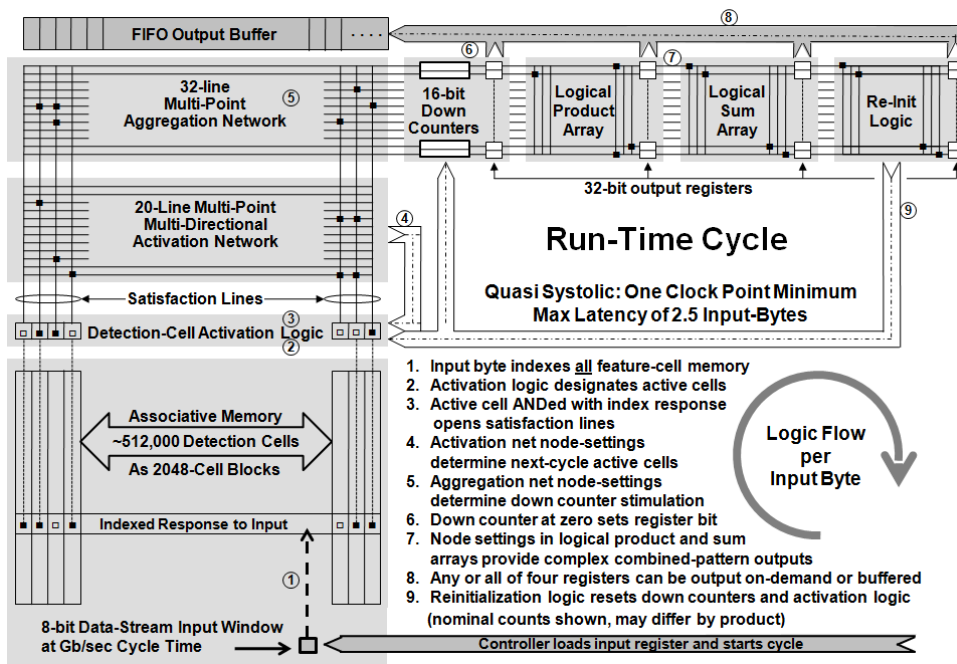 FIFO Output Buffer
....
⑧
⑥
⑦
32-line
Multi-Point
Aggregation Network
⑤
16-bit
Down
Counters
Logical
Product
Array
Logical
Sum
Array
Re-Init
Logic
32-bit output registers
20-Line Multi-Point
Multi-Directional
Activation Network
④
⑨
Run-Time Cycle
Satisfaction Lines
Quasi Systolic: One Clock Point Minimum
Max Latency of 2.5 Input-Bytes
③
Detection-Cell Activation Logic
②
Associative Memory
~512,000 Detection Cells
As 2048-Cell Blocks
Indexed Response to Input
①
8-bit Data-Stream Input Window
at Gb/sec Cycle Time
1. Input byte indexes all feature-cell memory
2. Activation logic designates active cells
3. Active cell ANDed with index response
opens satisfaction lines
4. Activation net node-settings
determine next-cycle active cells
5. Aggregation net node-settings
determine down counter stimulation
6. Down counter at zero sets register bit
7. Node settings in logical product and sum
arrays provide complex combined-pattern outputs
8. Any or all of four registers can be output on-demand or buffered
9. Reinitialization logic resets down counters and activation logic
(nominal counts shown, may differ by product)
Logic Flow
per
Input Byte
Controller loads input register and starts cycle